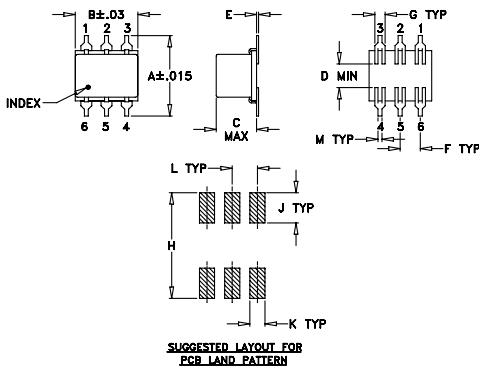 B±.03
1 2 3
A±.015
INDEX
6 5 4
E
C
MAX
G TYP
3 2 1
D MIN
4 5 6
M TYP
F TYP
L TYP
J TYP
H
K TYP
SUGGESTED LAYOUT FOR
PCB LAND PATTERN